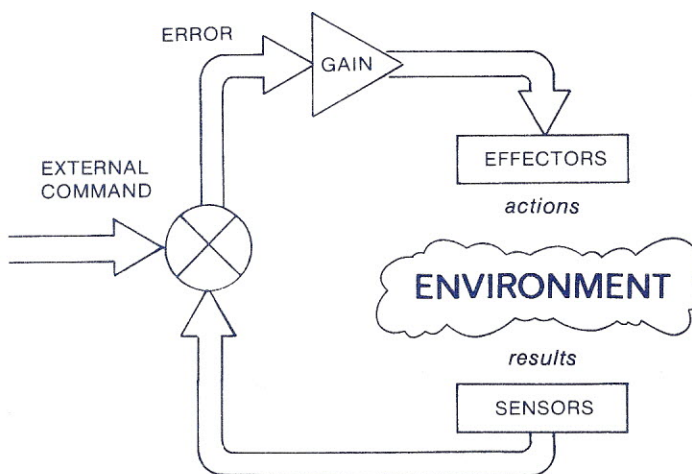 ERROR
GAIN
EFFECTORS
EXTERNAL
COMMAND
actions
ENVIRONMENT
results
SENSORS